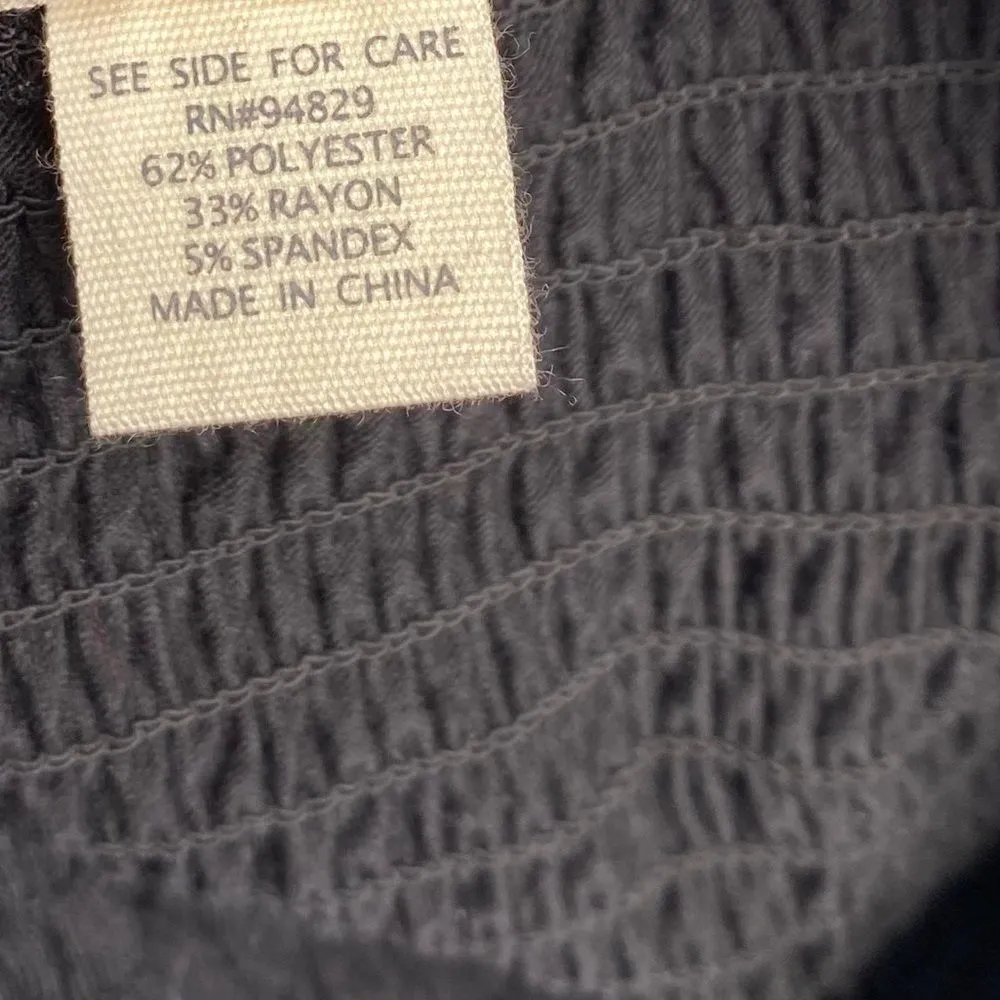 SEE SIDE FOR CARE
RN#94829
62% POLYESTER
33% RAYON
5% SPANDEX
MADE IN CHINA